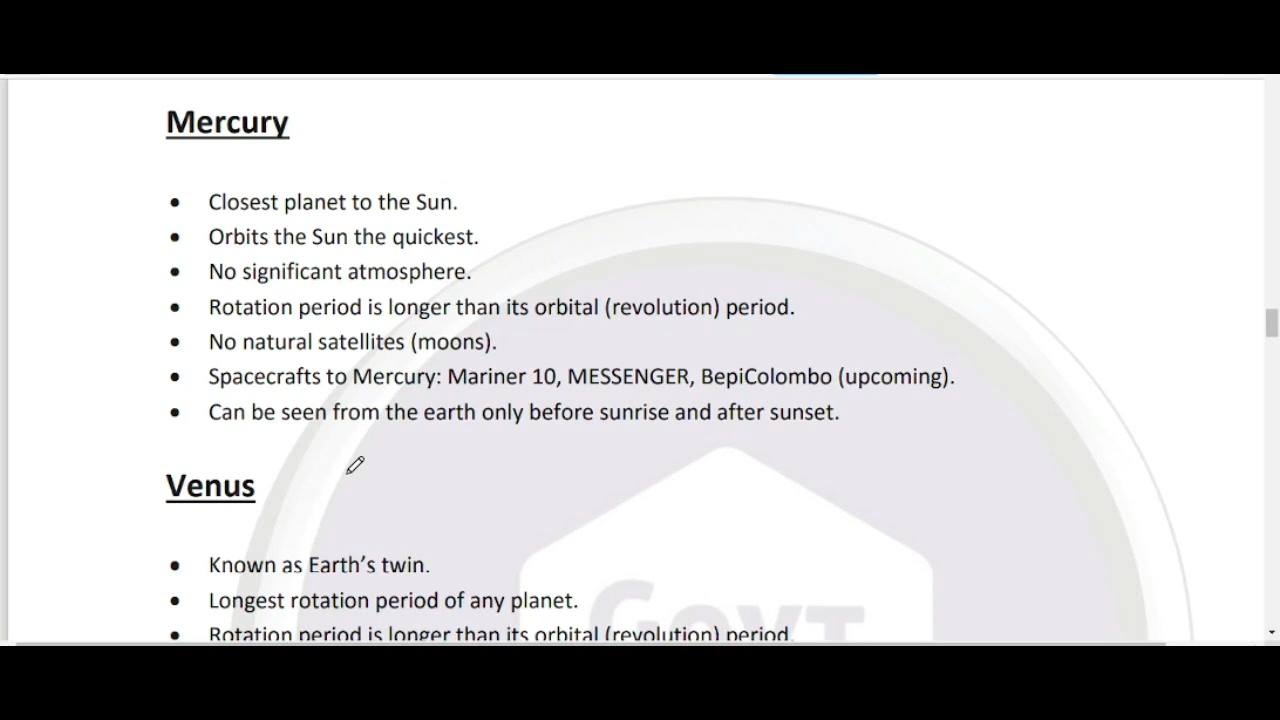 Mercury
• Closest planet to the Sun.
• Orbits the Sun the quickest.
• No significant atmosphere.
• Rotation period is longer than its orbital (revolution) period.
• No natural satellites (moons).
• Spacecrafts to Mercury: Mariner 10, MESSENGER, BepiColombo (upcoming).
• Can be seen from the earth only before sunrise and after sunset.
Venus
• Known as Earth’s twin.
• Longest rotation period of any planet.
• Rotation period is longer than its orbital (revolution) period.
Govt